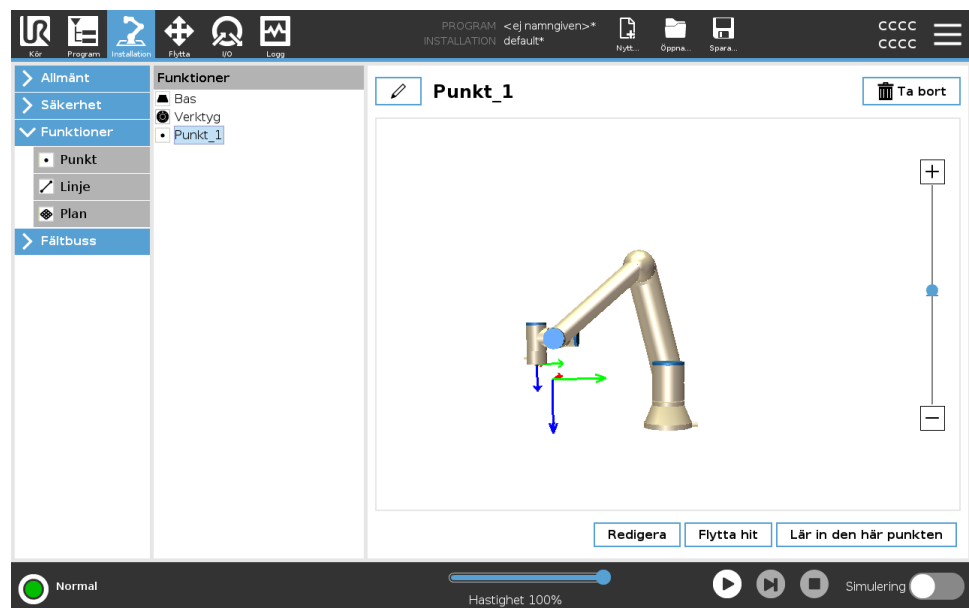 PROGRAM <ej namngiven>*
INSTALLATION default*
Kör Program Installation Flytta I/O Logg
Nytt... Öppna... Spara...
CCCC
CCCC
Allmänt
Säkerhet
Funktioner
Punkt
Linje
Plan
Fältbuss
Funktioner
Bas
Verktyg
Punkt_1
Punkt_1
Ta bort
Redigera Flytta hit Lär in den här punkten
Normal
Hastighet 100%
Simulering